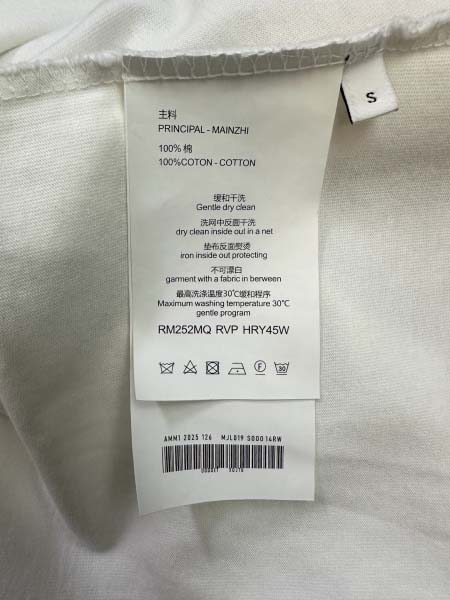 S
主料
PRINCIPAL - MAINZHI
100% 棉
100%COTON - COTTON
缓和干洗
Gentle dry clean
洗网中反面干洗
dry clean inside out in a net
垫布反面熨烫
iron inside out protecting
不可漂白
garment with a fabric in berween
最高洗涤温度30℃缓和程序
Maximum washing temperature 30℃
gentle program
RM252MQ RVP HRY45W
F 30
AMM1 2025 126 MJL019 S000 14RW